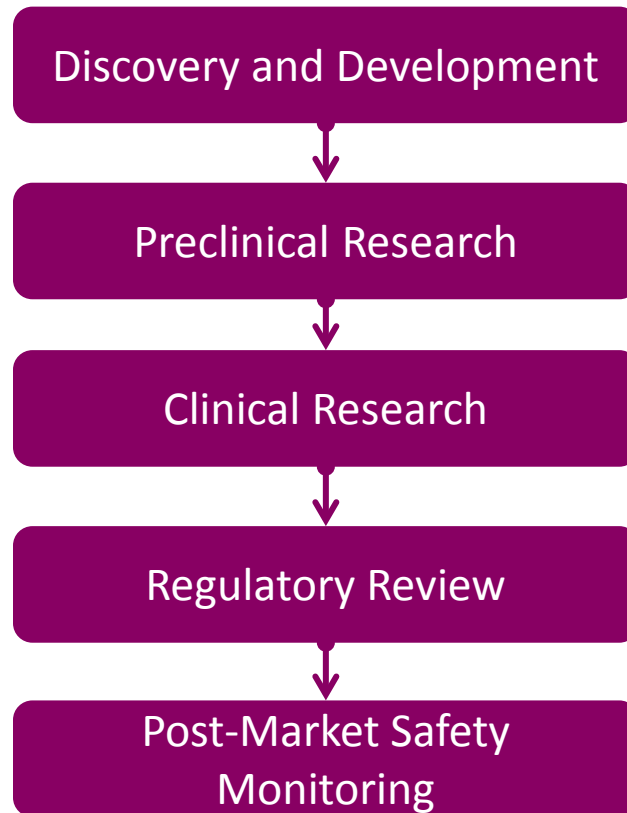 Discovery and Development
Preclinical Research
Clinical Research
Regulatory Review
Post-Market Safety
Monitoring